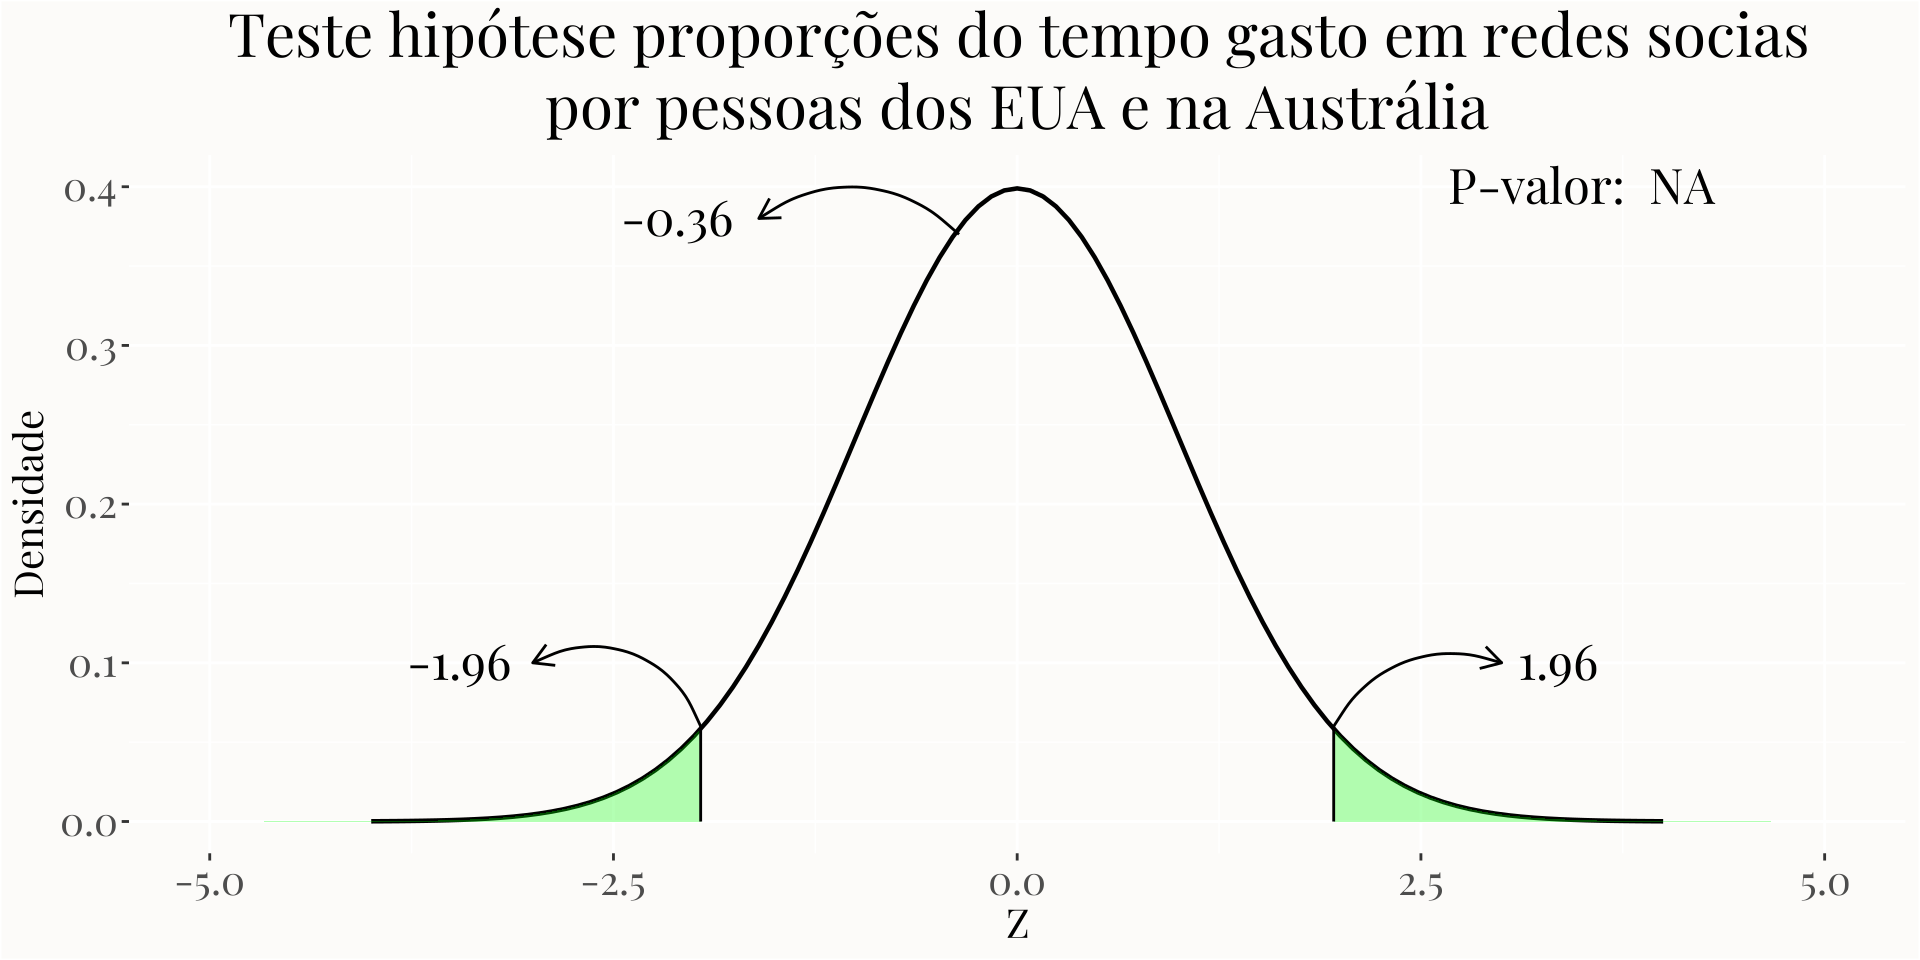 Teste hipótese proporções do tempo gasto em redes socias
por pessoas dos EUA e na Austrália
P-valor: NA
-0.36
-1.96
1.96
Densidade
0.4
0.3
0.2
0.1
0.0
-5.0
-2.5
0.0
2.5
5.0
Z